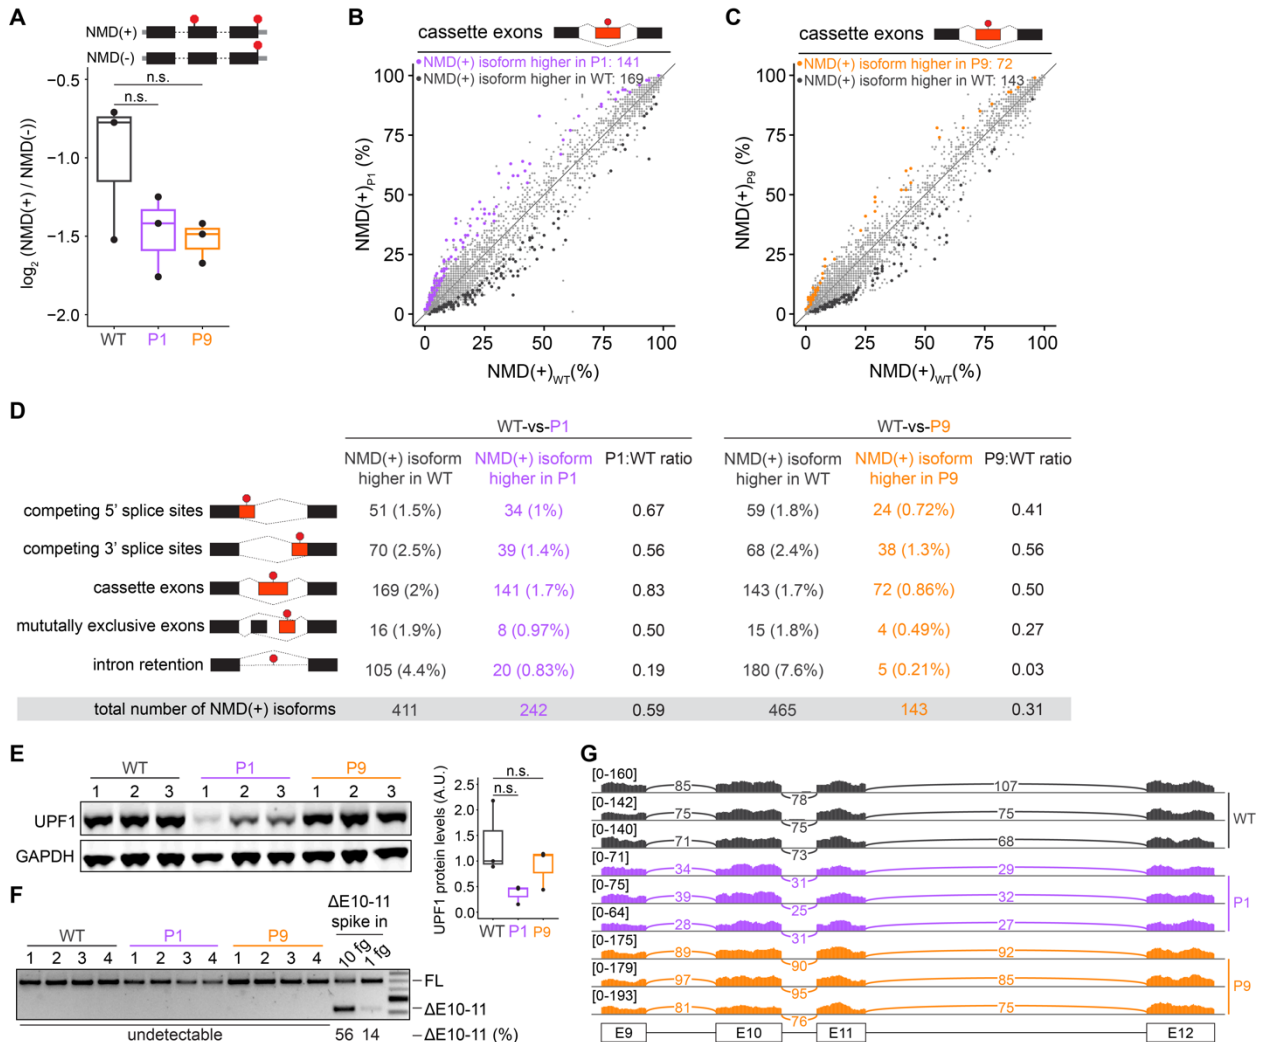 A
NMD(+)
NMD(-)
n.s.
n.s.
log2 (NMD(+) / NMD(-))
−0.5
−1.0
−1.5
−2.0
WT P1 P9
B
cassette exons
NMD(+) isoform higher in P1: 141
NMD(+) isoform higher in WT: 169
NMD(+)P1 (%)
100
75
50
25
0
0 25 50 75 100
NMD(+)WT(%)
C
cassette exons
NMD(+) isoform higher in P9: 72
NMD(+) isoform higher in WT: 143
NMD(+)P9 (%)
100
75
50
25
0
0 25 50 75 100
NMD(+)WT(%)
D
WT-vs-P1 WT-vs-P9
NMD(+) isoform higher in WT NMD(+) isoform higher in P1 P1:WT ratio NMD(+) isoform higher in WT NMD(+) isoform higher in P9 P9:WT ratio
competing 5' splice sites 51 (1.5%) 34 (1%) 0.67 59 (1.8%) 24 (0.72%) 0.41
competing 3' splice sites 70 (2.5%) 39 (1.4%) 0.56 68 (2.4%) 38 (1.3%) 0.56
cassette exons 169 (2%) 141 (1.7%) 0.83 143 (1.7%) 72 (0.86%) 0.50
mututally exclusive exons 16 (1.9%) 8 (0.97%) 0.50 15 (1.8%) 4 (0.49%) 0.27
intron retention 105 (4.4%) 20 (0.83%) 0.19 180 (7.6%) 5 (0.21%) 0.03
total number of NMD(+) isoforms 411 242 0.59 465 143 0.31
E
WT P1 P9
1 2 3 1 2 3 1 2 3
UPF1
GAPDH
UPF1 protein levels (A.U.)
n.s.
n.s.
2.5
2.0
1.5
1.0
0.5
0.0
WT P1 P9
F
ΔE10-11
spike in
WT P1 P9
1 2 3 4 1 2 3 4 1 2 3 4 10 fg 1 fg
FL
ΔE10-11
undetectable 56 14 ΔE10-11 (%)
G
[0-160] 85 78 107
[0-142] 75 75 75
[0-140] 71 73 68
WT
[0-71] 34 31 29
[0-75] 39 25 32
[0-64] 28 31 27
P1
[0-175] 89 90 92
[0-179] 97 95 85
[0-193] 81 76 75
P9
E9 E10 E11 E12